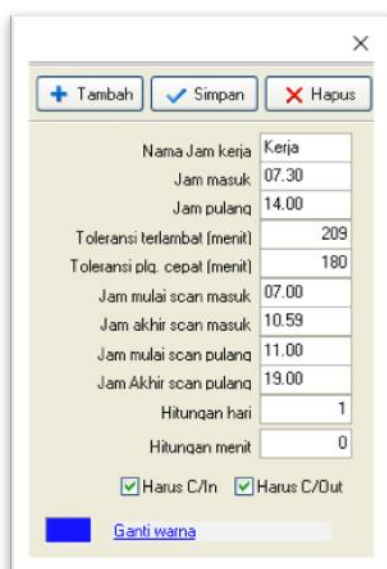 Tambah Simpan Hapus
Nama Jam kerja Kerja
Jam masuk 07.30
Jam pulang 14.00
Toleransi terlambat (menit) 209
Toleransi plg. cepat (menit) 180
Jam mulai scan masuk 07.00
Jam akhir scan masuk 10.59
Jam mulai scan pulang 11.00
Jam Akhir scan pulang 19.00
Hitungan hari 1
Hitungan menit 0
Harus C/In Harus C/Out
Ganti warna